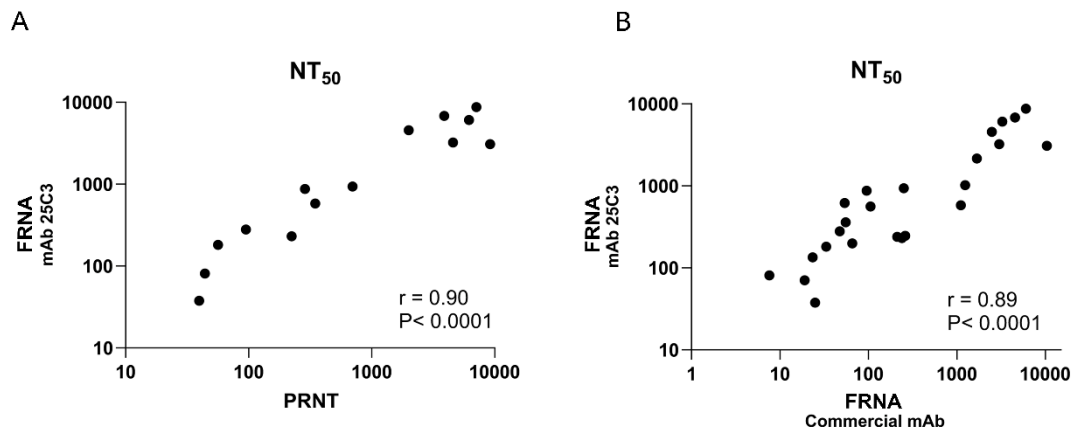 A
NT50
10000
1000
100
10
FRNA
mAb 25C3
r = 0.90
P< 0.0001
10 100 1000 10000
PRNT
B
NT50
10000
1000
100
10
FRNA
mAb 25C3
r = 0.89
P< 0.0001
1 10 100 1000 10000
FRNA
Commercial mAb